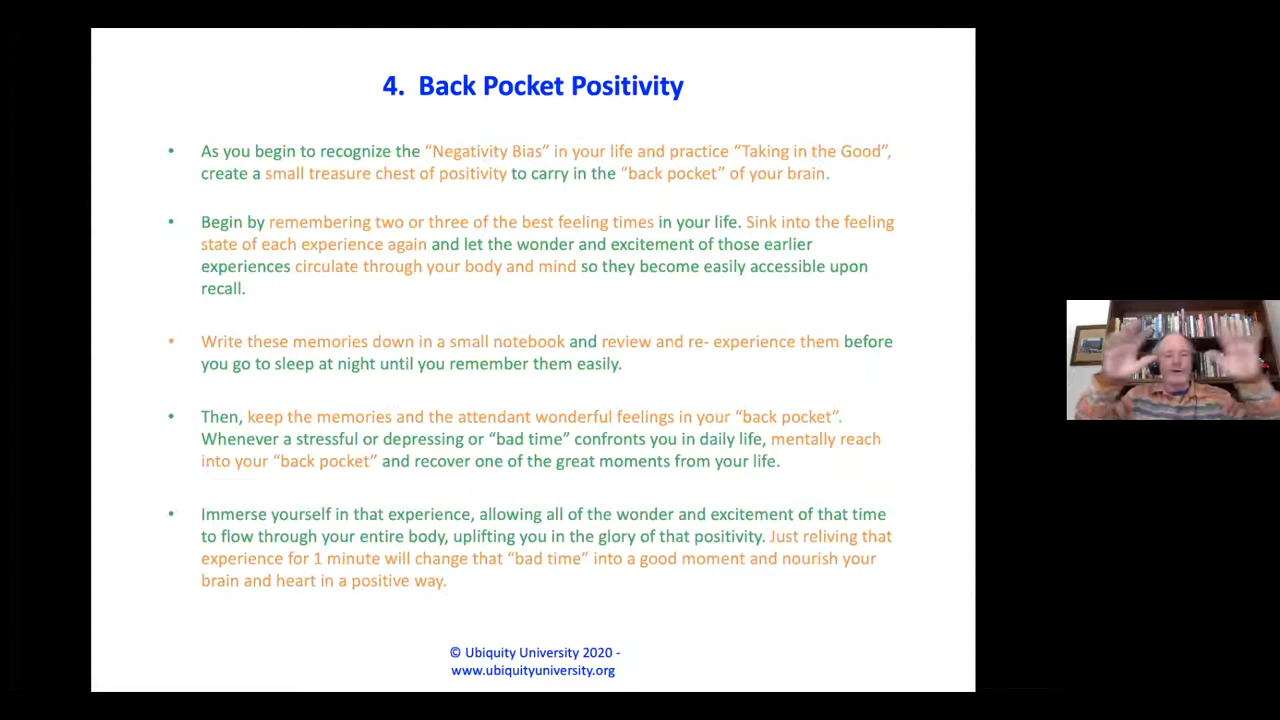 4. Back Pocket Positivity
• As you begin to recognize the “Negativity Bias” in your life and practice “Taking in the Good”,
create a small treasure chest of positivity to carry in the “back pocket” of your brain.
• Begin by remembering two or three of the best feeling times in your life. Sink into the feeling
state of each experience again and let the wonder and excitement of those earlier
experiences circulate through your body and mind so they become easily accessible upon
recall.
• Write these memories down in a small notebook and review and re- experience them before
you go to sleep at night until you remember them easily.
• Then, keep the memories and the attendant wonderful feelings in your “back pocket”.
Whenever a stressful or depressing or “bad time” confronts you in daily life, mentally reach
into your “back pocket” and recover one of the great moments from your life.
• Immerse yourself in that experience, allowing all of the wonder and excitement of that time
to flow through your entire body, uplifting you in the glory of that positivity. Just reliving that
experience for 1 minute will change that “bad time” into a good moment and nourish your
brain and heart in a positive way.
© Ubiquity University 2020 -
www.ubiquityuniversity.org